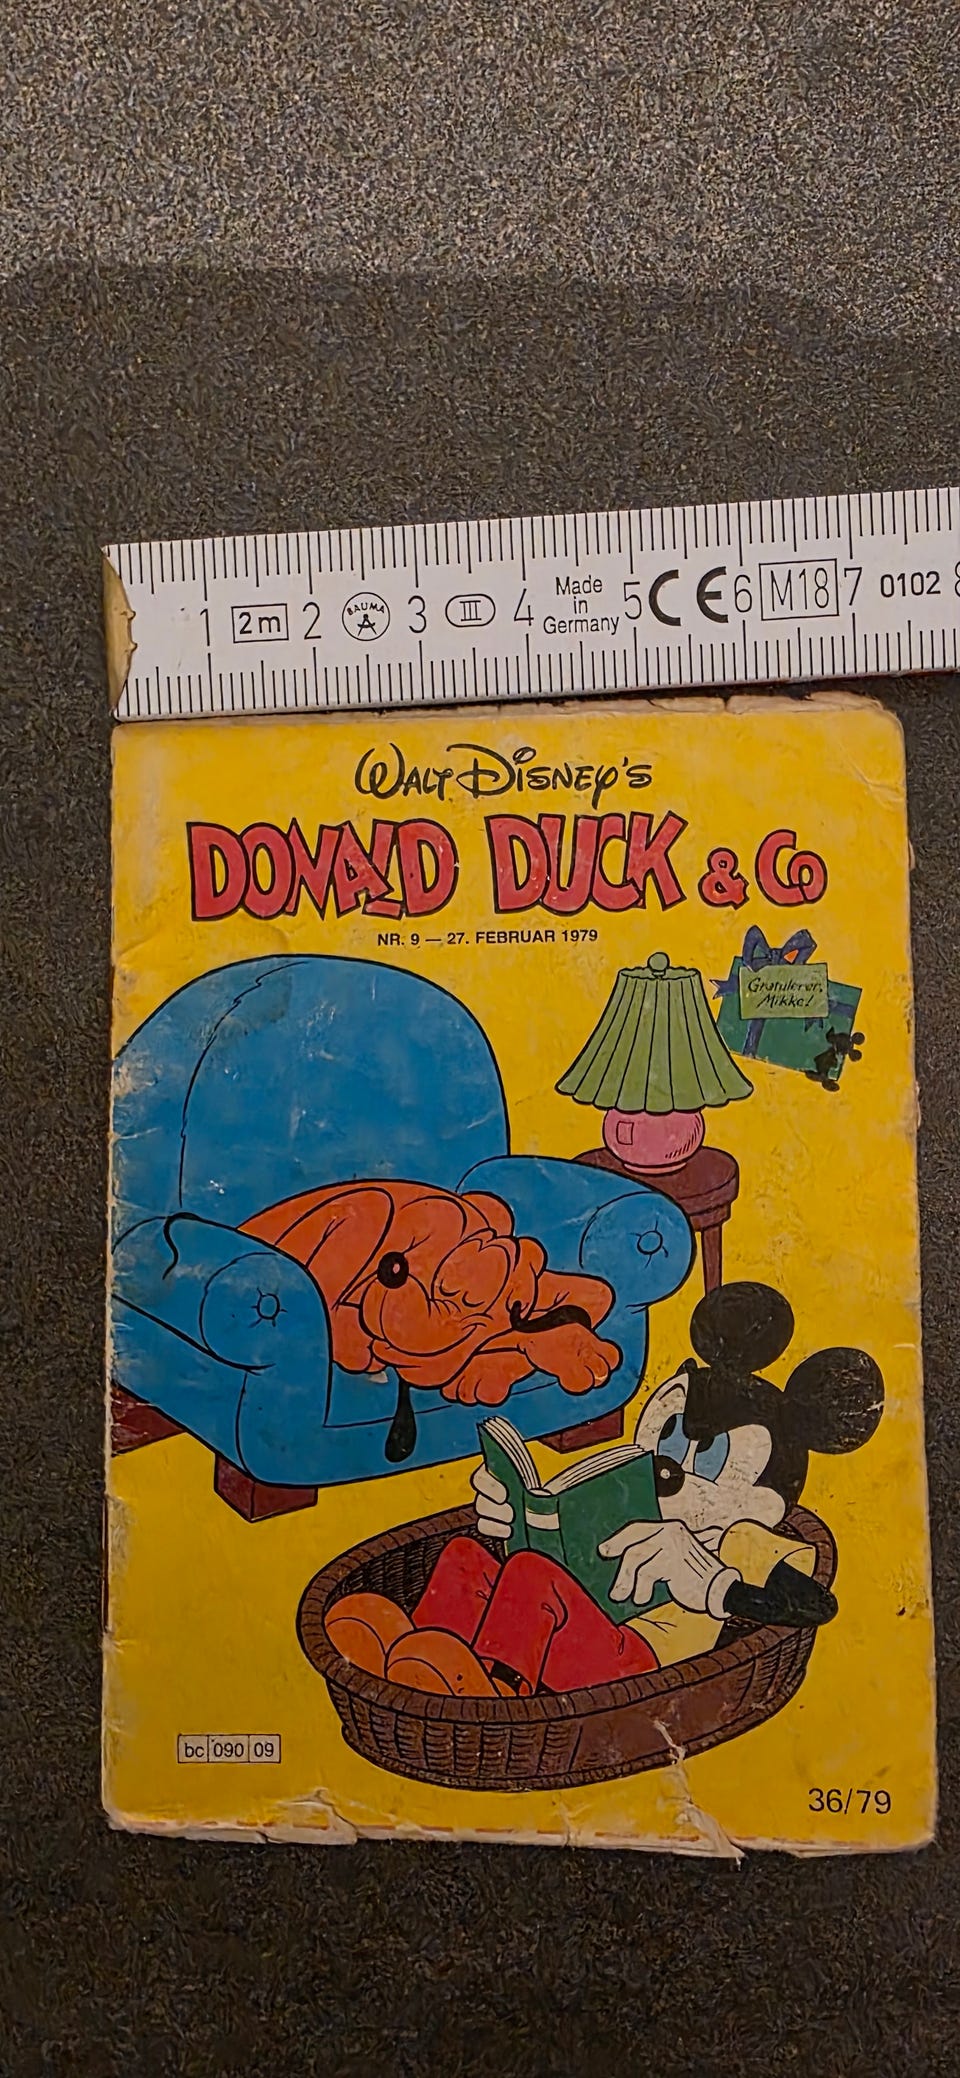 1 2m 2 BAUMA 3 III 4 Made in Germany 5 CE 6 M18 7 0102 8
WALT DISNEY'S
DONALD DUCK & Co
NR. 9 — 27. FEBRUAR 1979
Gratulerer,
Mikke!
bc 090 09
36/79